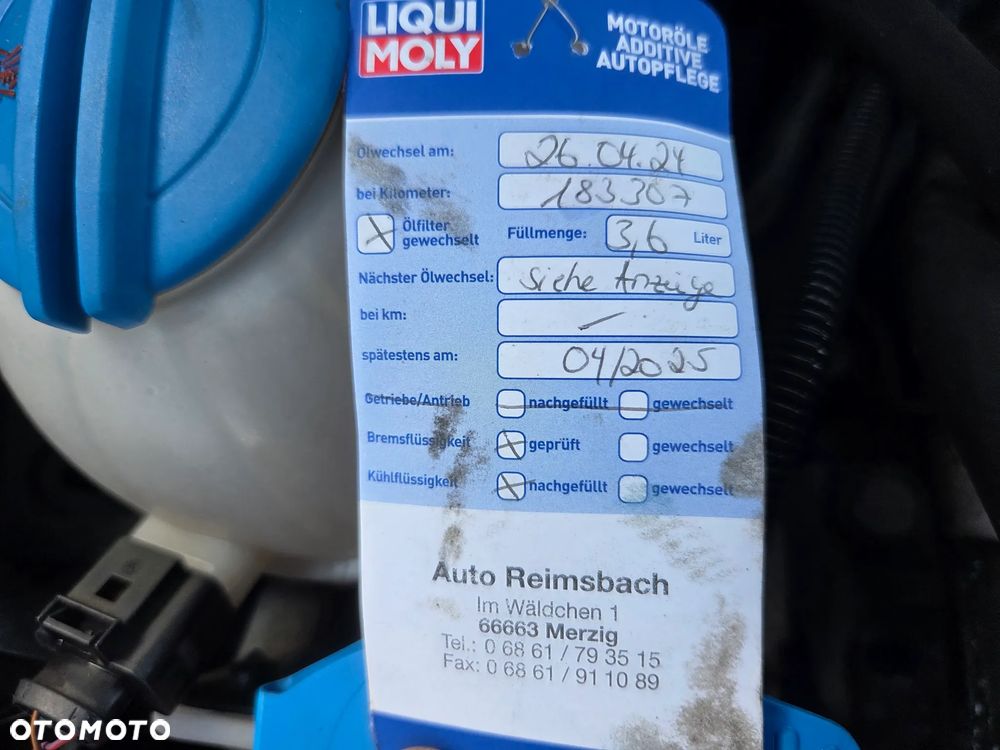 LIQUI
MOLY
MOTORÖLE
ADDITIVE
AUTOPFLEGE
Ölwechsel am: 26.04.24
bei Kilometer: 183307
Ölfilter
gewechselt
Füllmenge: 3,6 Liter
Nächster Ölwechsel: siehe Anzeige
bei km: –
spätestens am: 04/2025
Getriebe/Antrieb nachgefüllt gewechselt
Bremsflüssigkeit geprüft gewechselt
Kühlflüssigkeit nachgefüllt gewechselt
Auto Reimsbach
Im Wäldchen 1
66663 Merzig
Tel.: 0 68 61 / 79 35 15
Fax: 0 68 61 / 91 10 89
OTOMOTO